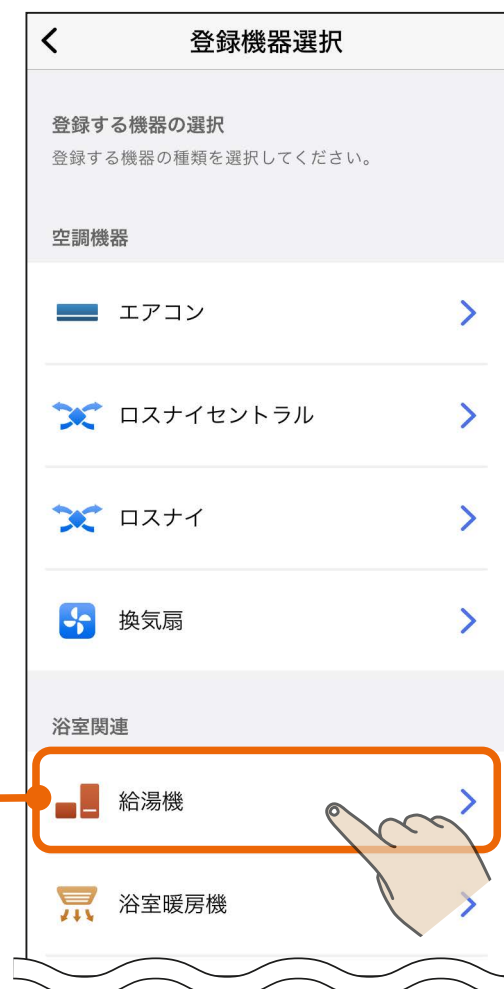 登録機器選択
登録する機器の選択
登録する機器の種類を選択してください。
空調機器
エアコン
ロスナイセントラル
ロスナイ
換気扇
浴室関連
給湯機
浴室暖房機